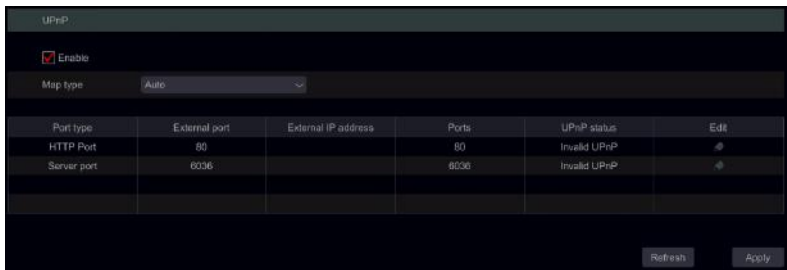 UPnP
Enable
Map type Auto
Port type External port External IP address Ports UPnP status Edit
HTTP Port 80 80 Invalid UPnP
Server port 6036 6036 Invalid UPnP
Refresh Apply